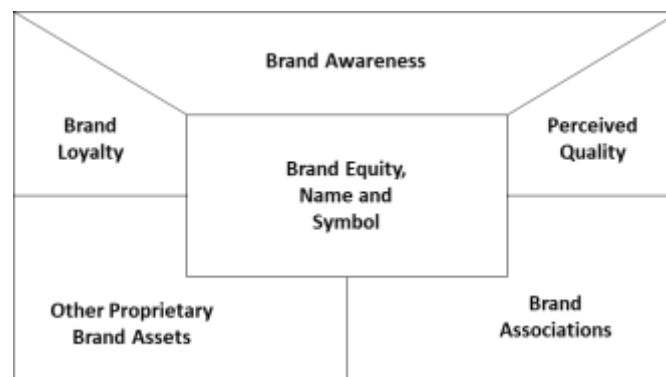 Brand Awareness
Brand
Loyalty
Perceived
Quality
Brand Equity,
Name and
Symbol
Other Proprietary
Brand Assets
Brand
Associations